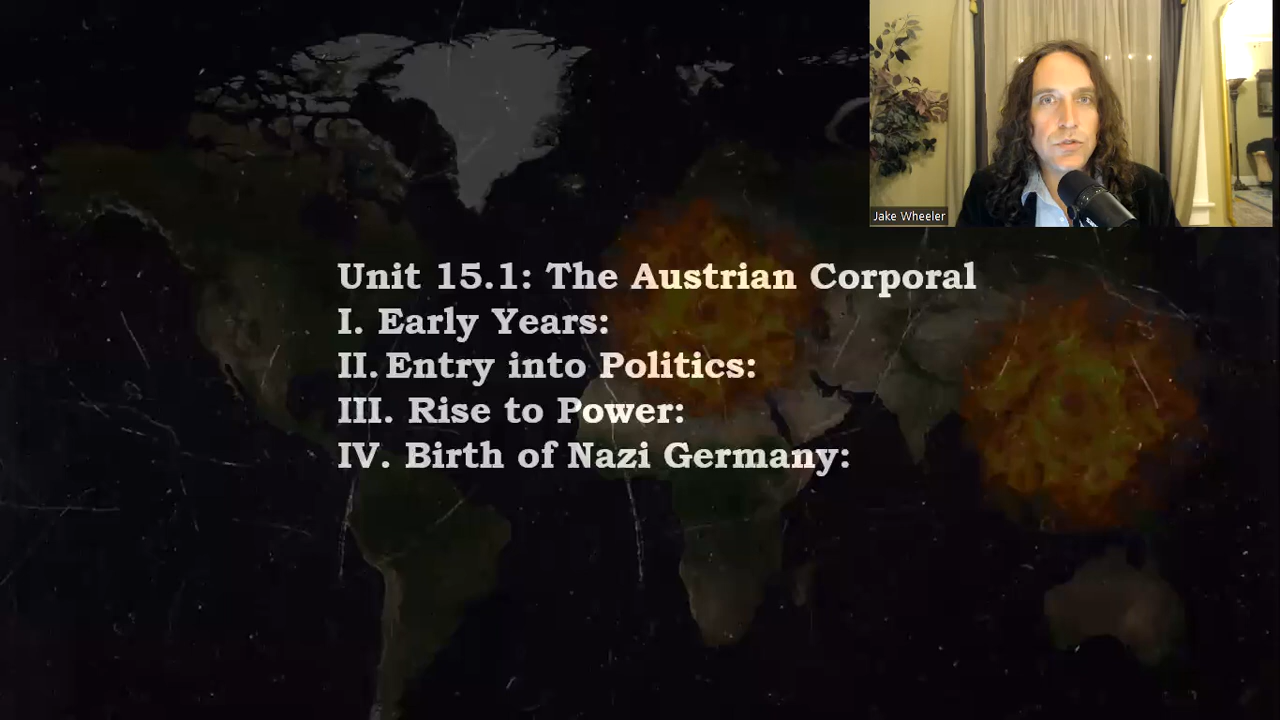 Jake Wheeler
Unit 15.1: The Austrian Corporal
I. Early Years:
II. Entry into Politics:
III. Rise to Power:
IV. Birth of Nazi Germany: